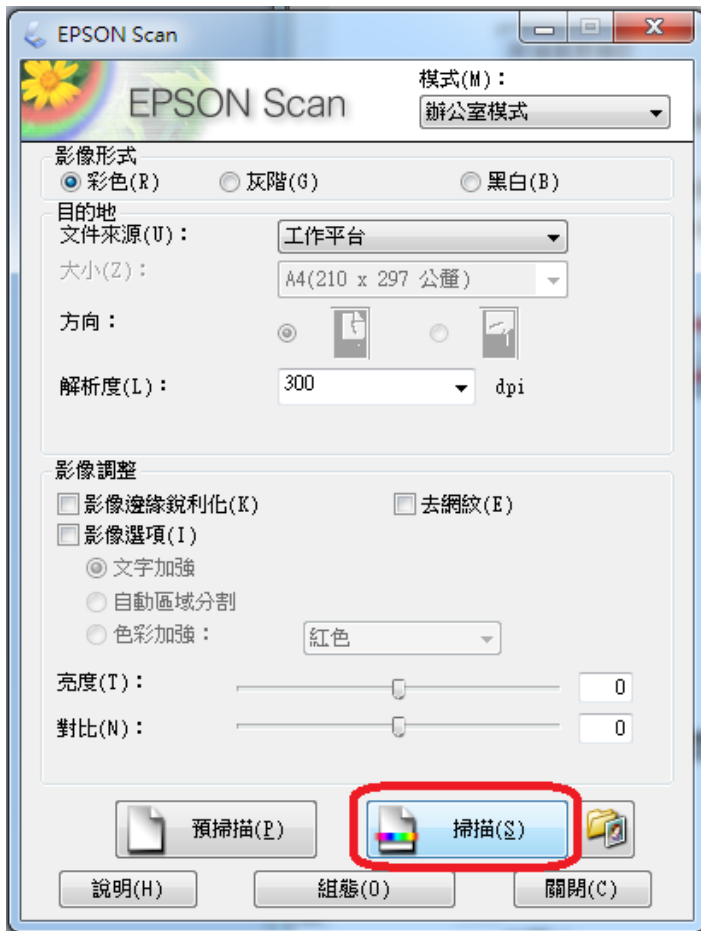 EPSON Scan
EPSON Scan
模式(M)：
辦公室模式
影像形式
彩色(R) 灰階(G) 黑白(B)
目的地
文件來源(U)： 工作平台
大小(Z)： A4(210 x 297 公釐)
方向：
解析度(L)： 300 dpi
影像調整
影像邊緣銳利化(K) 去網紋(E)
影像選項(I)
文字加強
自動區域分割
色彩加強： 紅色
亮度(T)： 0
對比(N)： 0
預掃描(P) 掃描(S)
說明(H) 組態(O) 關閉(C)